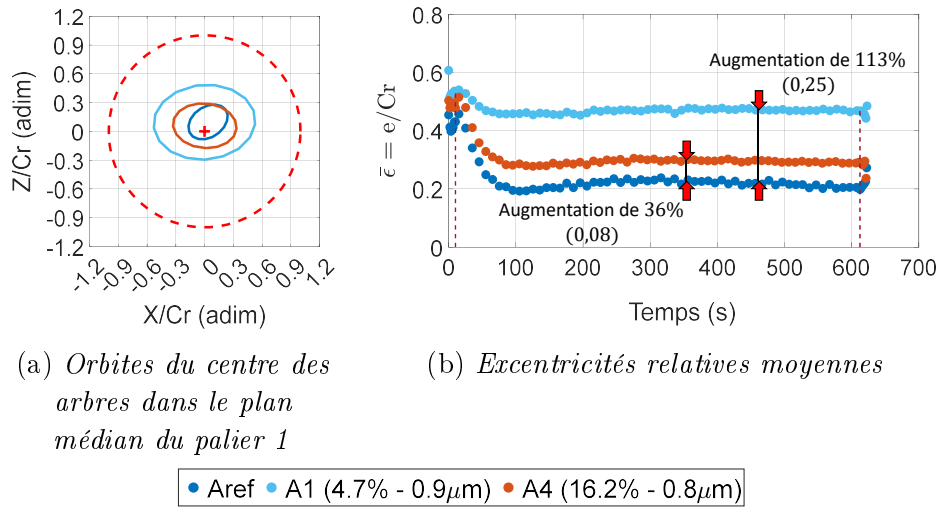 1.2
0.9
0.6
0.3
0
-0.3
-0.6
-0.9
-1.2
Z/Cr (adim)
-1.2 -0.9 -0.6 -0.3 0 0.3 0.6 0.9 1.2
X/Cr (adim)
0.8
0.6
0.4
0.2
0
ε̄ = e/Cr
Augmentation de 113%
(0,25)
Augmentation de 36%
(0,08)
0 100 200 300 400 500 600 700
Temps (s)
(a) Orbites du centre des
arbres dans le plan
médian du palier 1
(b) Excentricités relatives moyennes
Aref A1 (4.7% - 0.9μm) A4 (16.2% - 0.8μm)